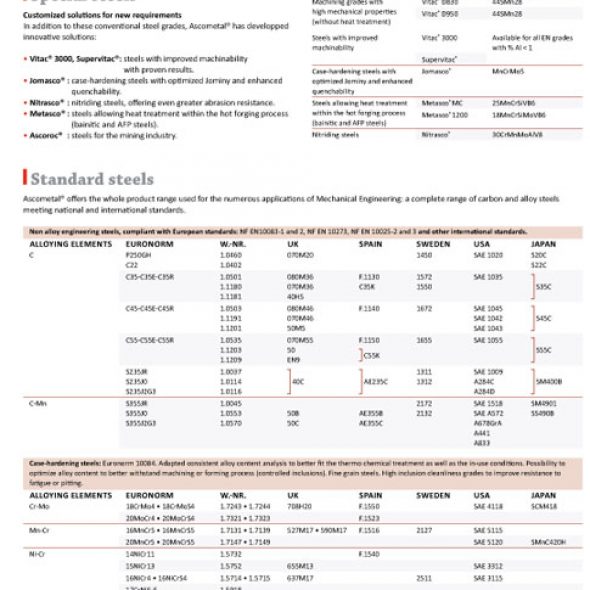 Customized solutions for new requirements
In addition to these conventional steel grades, Ascometal® has developped
innovative solutions:
• Vitac® 3000, Supervitac®: steels with improved machinability
with proven results.
• Jomasco® : case-hardening steels with optimized Jominy and enhanced
quenchability.
• Nitrasco® : nitriding steels, offering even greater abrasion resistance.
• Metasco® : steels allowing heat treatment within the hot forging process
(bainitic and AFP steels).
• Ascoroc® : steels for the mining industry.
Machining grades with
high mechanical properties Vitac® D950 44SMn28
(without heat treatment)
Steels with improved Vitac® 3000 Available for all EN grades
machinability with % Al < 1
Supervitac®
Case-hardening steels with Jomasco® MnCrMo5
optimized Jominy and enhanced
quenchability
Steels allowing heat treatment Metasco® MC 25MnCrSiVB6
within the hot forging process Metasco® 1200 18MnCrSiMoVB6
(bainitic and AFP steels)
Nitriding steels Nitrasco® 30CrMnMoAlV8
Standard steels
Ascometal® offers the whole product range used for the numerous applications of Mechanical Engineering: a complete range of carbon and alloy steels
meeting national and international standards.
Non alloy engineering steels, compliant with European standards: NF EN10083-1 and 2, NF EN 10273, NF EN 10025-2 and 3 and other international standards.
ALLOYING ELEMENTS EURONORM W.-NR. UK SPAIN SWEDEN USA JAPAN
C P250GH 1.0460 070M20 1450 SAE 1020 S20C
C22 1.0402 S22C
C35-C35E-C35R 1.0501 080M36 F.1130 1572 SAE 1035
1.1180 070M36 C35K 1550 S35C
1.1181 40HS
C45-C45E-C45R 1.0503 080M46 F.1140 1672 SAE 1045
1.1191 070M46 SAE 1042 S45C
1.1201 50MS SAE 1043
C55-C55E-C55R 1.0535 070M55 F.1150 1655 SAE 1055
1.1203 50 C55K S55C
1.1209 EN9
S235JR 1.0037 1311 SAE 1009
S235J0 1.0114 40C AE235C 1312 A284C SM400B
S235J2G3 1.0116 A284D
C-Mn S355JR 1.0045 2172 SAE 1518 SM4901
S355J0 1.0553 50B AE355B 2132 SAE A572 SS490B
S355J2G3 1.0570 50C AE355C A678GrA
A441
A833
Case-hardening steels: Euronorm 10084. Adapted consistent alloy content analysis to better fit the thermo chemical treatment as well as the in-use conditions. Possibility to
optimize alloy content to better withstand machining or forming process (controlled inclusions). Fine grain steels. High inclusion cleanliness grades to improve resistance to
fatigue or pitting.
ALLOYING ELEMENTS EURONORM W.-NR. UK SPAIN SWEDEN USA JAPAN
Cr-Mo 18CrMo4 • 18CrMoS4 1.7243 • 1.7244 708H20 F.1550 SAE 4118 SCM418
20MoCr4 • 20MoCrS4 1.7321 • 1.7323 F.1523
Mn-Cr 16MnCr5 • 16MnCrS5 1.7131 • 1.7139 527M17 • 590M17 F.1516 2127 SAE 5115
20MnCr5 • 20MnCrS5 1.7147 • 1.7149 SAE 5120 SMnC420H
Ni-Cr 14NiCr11 1.5732 F.1540
15NiCr13 1.5752 655M13 SAE 3312
16NiCr4 • 16NiCrS4 1.5714 • 1.5715 637M17 2511 SAE 3115